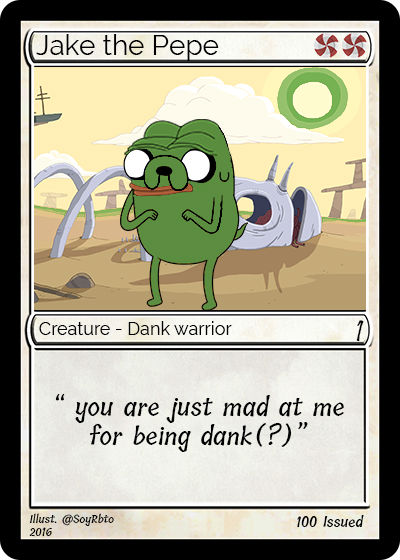 Jake the Pepe
Creature - Dank warrior
“ you are just mad at me
for being dank(?)”
Illust. @SoyRbto
2016
100 Issued